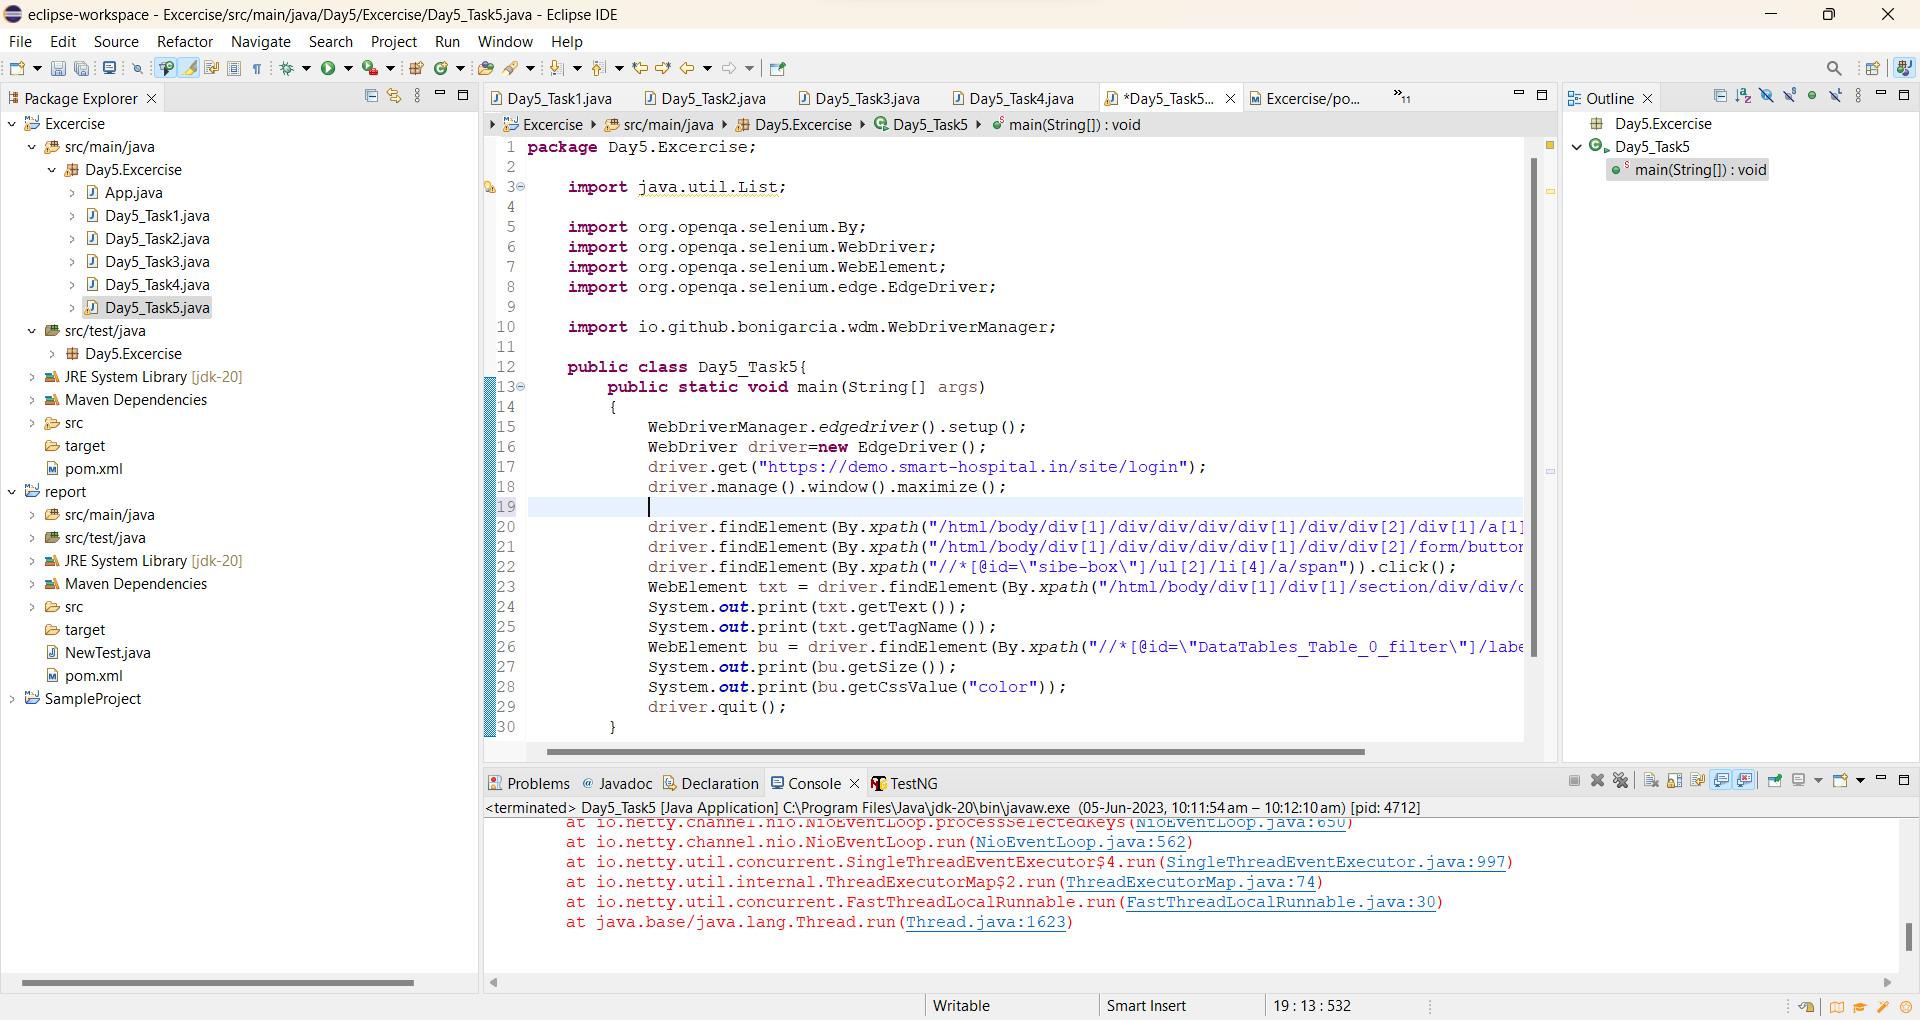 eclipse-workspace - Excercise/src/main/java/Day5/Excercise/Day5_Task5.java - Eclipse IDE
File Edit Source Refactor Navigate Search Project Run Window Help
Package Explorer
Excercise
src/main/java
Day5.Excercise
App.java
Day5_Task1.java
Day5_Task2.java
Day5_Task3.java
Day5_Task4.java
Day5_Task5.java
src/test/java
Day5.Excercise
JRE System Library [jdk-20]
Maven Dependencies
src
target
pom.xml
report
src/main/java
src/test/java
JRE System Library [jdk-20]
Maven Dependencies
src
target
NewTest.java
pom.xml
SampleProject
Day5_Task1.java Day5_Task2.java Day5_Task3.java Day5_Task4.java *Day5_Task5... Excercise/po... »11
Excercise src/main/java Day5.Excercise Day5_Task5 main(String[]) : void
1 package Day5.Excercise;
2
3 import java.util.List;
4
5 import org.openqa.selenium.By;
6 import org.openqa.selenium.WebDriver;
7 import org.openqa.selenium.WebElement;
8 import org.openqa.selenium.edge.EdgeDriver;
9
10 import io.github.bonigarcia.wdm.WebDriverManager;
11
12 public class Day5_Task5{
13 public static void main(String[] args)
14 {
15 WebDriverManager.edgedriver().setup();
16 WebDriver driver=new EdgeDriver();
17 driver.get("https://demo.smart-hospital.in/site/login");
18 driver.manage().window().maximize();
19
20 driver.findElement(By.xpath("/html/body/div[1]/div/div/div/div[1]/div/div[2]/div[1]/a[1]
21 driver.findElement(By.xpath("/html/body/div[1]/div/div/div/div[1]/div/div[2]/form/button
22 driver.findElement(By.xpath("//*[@id=\"sibe-box\"]/ul[2]/li[4]/a/span")).click();
23 WebElement txt = driver.findElement(By.xpath("/html/body/div[1]/div[1]/section/div/div/d
24 System.out.print(txt.getText());
25 System.out.print(txt.getTagName());
26 WebElement bu = driver.findElement(By.xpath("//*[@id=\"DataTables_Table_0_filter\"]/labe
27 System.out.print(bu.getSize());
28 System.out.print(bu.getCssValue("color"));
29 driver.quit();
30 }
Outline
Day5.Excercise
Day5_Task5
main(String[]) : void
Problems @ Javadoc Declaration Console TestNG
<terminated> Day5_Task5 [Java Application] C:\Program Files\Java\jdk-20\bin\javaw.exe (05-Jun-2023, 10:11:54 am – 10:12:10 am) [pid: 4712]
at io.netty.channel.nio.NioEventLoop.processSelectedKeys(NioEventLoop.java:650)
at io.netty.channel.nio.NioEventLoop.run(NioEventLoop.java:562)
at io.netty.util.concurrent.SingleThreadEventExecutor$4.run(SingleThreadEventExecutor.java:997)
at io.netty.util.internal.ThreadExecutorMap$2.run(ThreadExecutorMap.java:74)
at io.netty.util.concurrent.FastThreadLocalRunnable.run(FastThreadLocalRunnable.java:30)
at java.base/java.lang.Thread.run(Thread.java:1623)
Writable Smart Insert 19 : 13 : 532